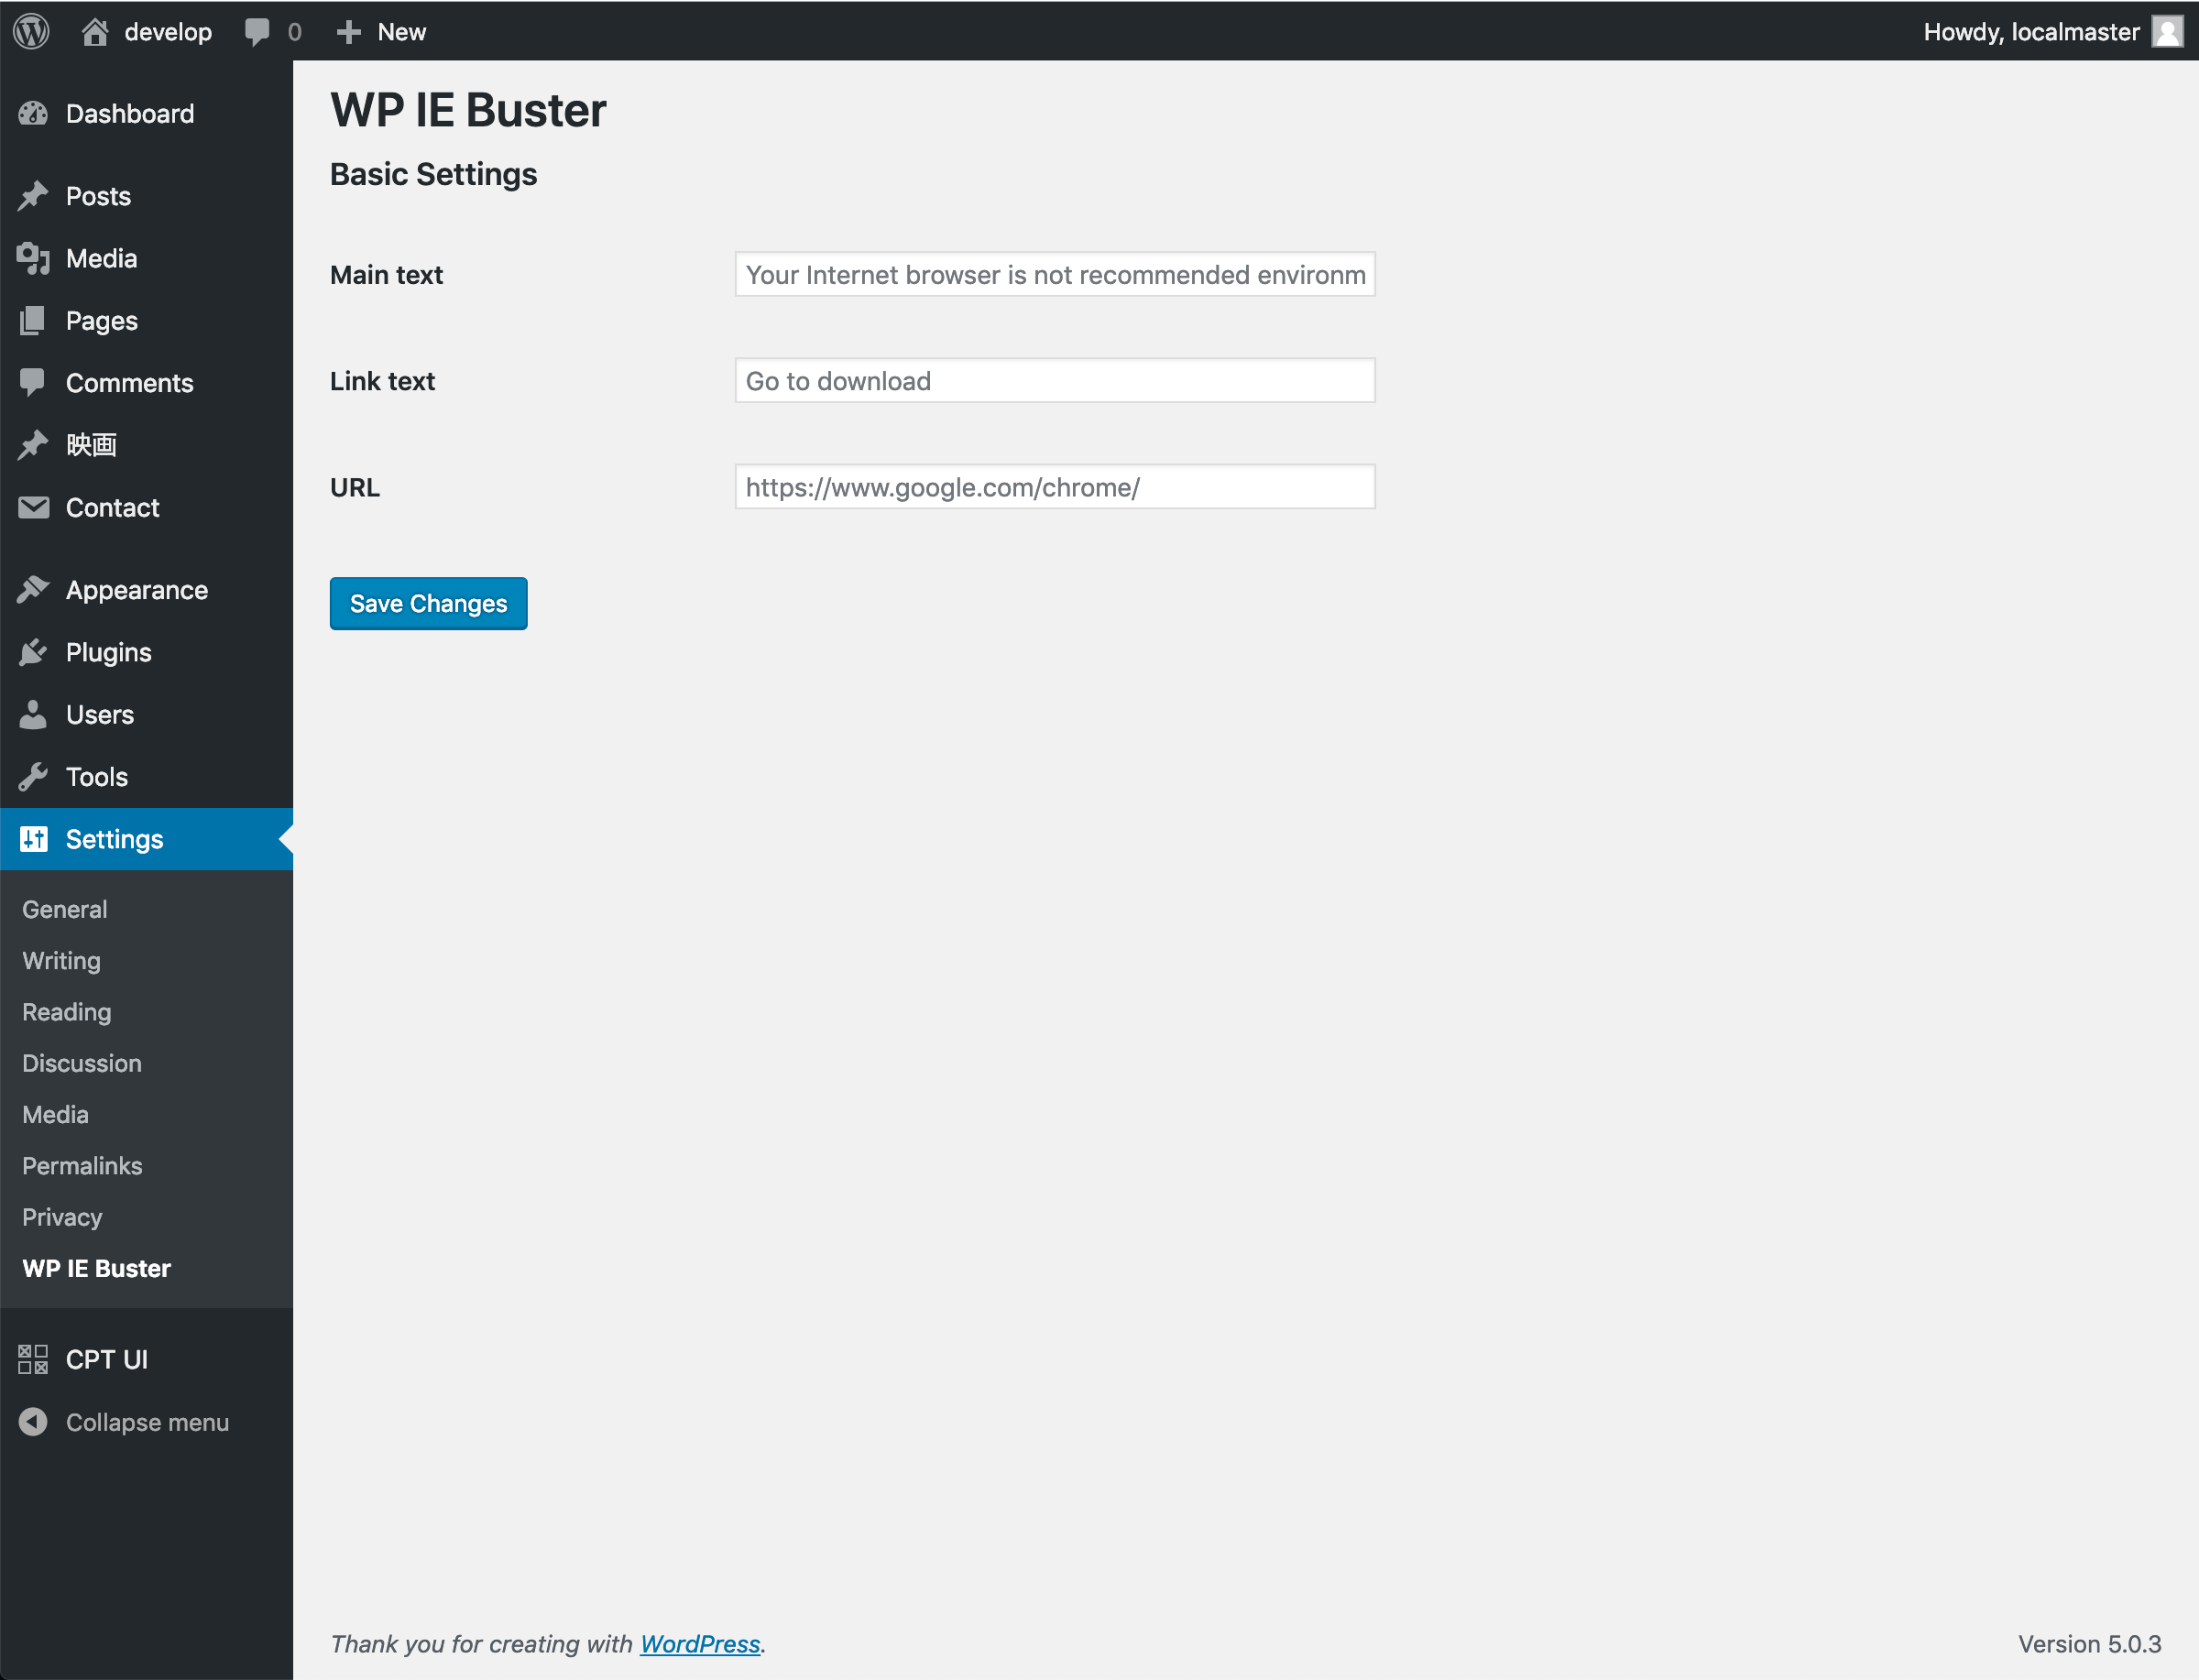 develop 0 New Howdy, localmaster
Dashboard
Posts
Media
Pages
Comments
映画
Contact
Appearance
Plugins
Users
Tools
Settings
General
Writing
Reading
Discussion
Media
Permalinks
Privacy
WP IE Buster
CPT UI
Collapse menu
WP IE Buster
Basic Settings
Main text Your Internet browser is not recommended environm
Link text Go to download
URL https://www.google.com/chrome/
Save Changes
Thank you for creating with WordPress. Version 5.0.3